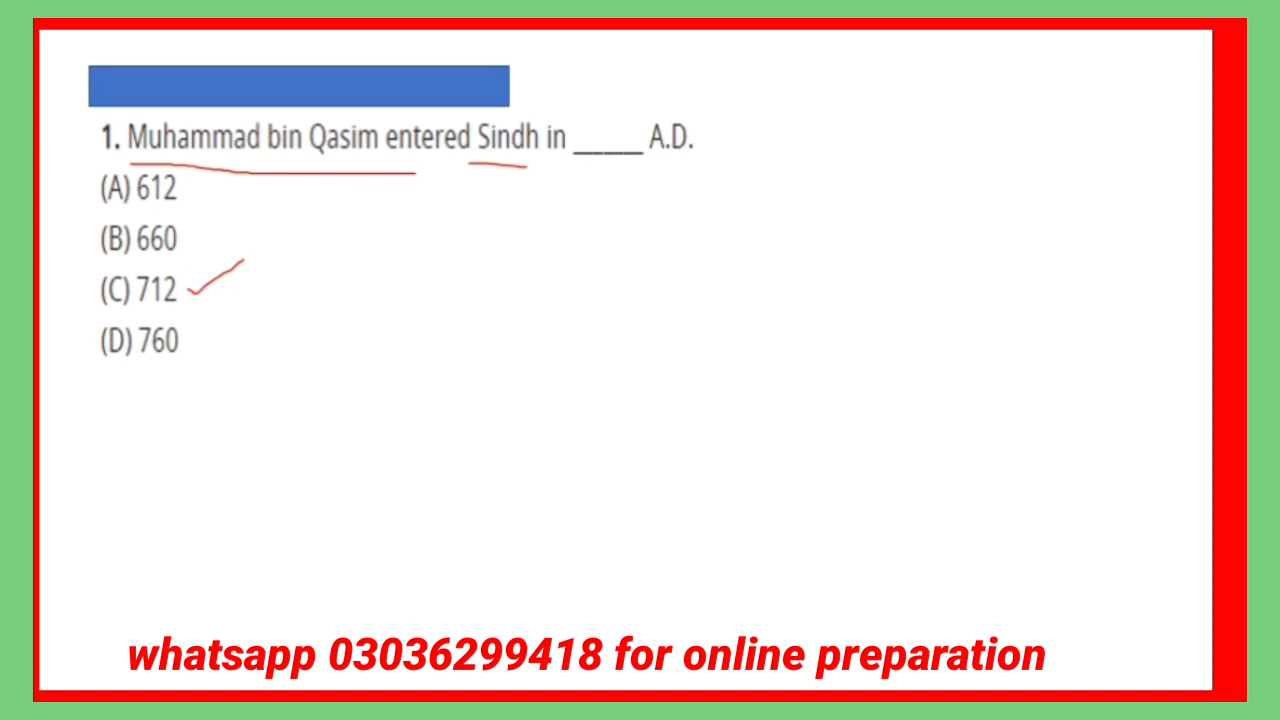 1. Muhammad bin Qasim entered Sindh in ______ A.D.
(A) 612
(B) 660
(C) 712
(D) 760
whatsapp 03036299418 for online preparation